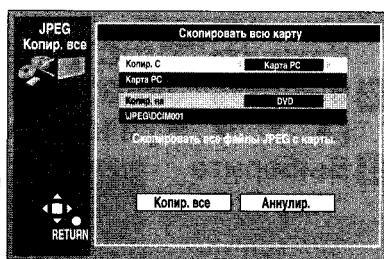 JPEG
Копир. все
Скопировать всю карту
Копир. С
Карта PC
Карта PC
Копир. на
DVD
\JPEG\DCIM001
Скопировать все файлы JPEG с карты.
Копир. все
Аннулир.
RETURN